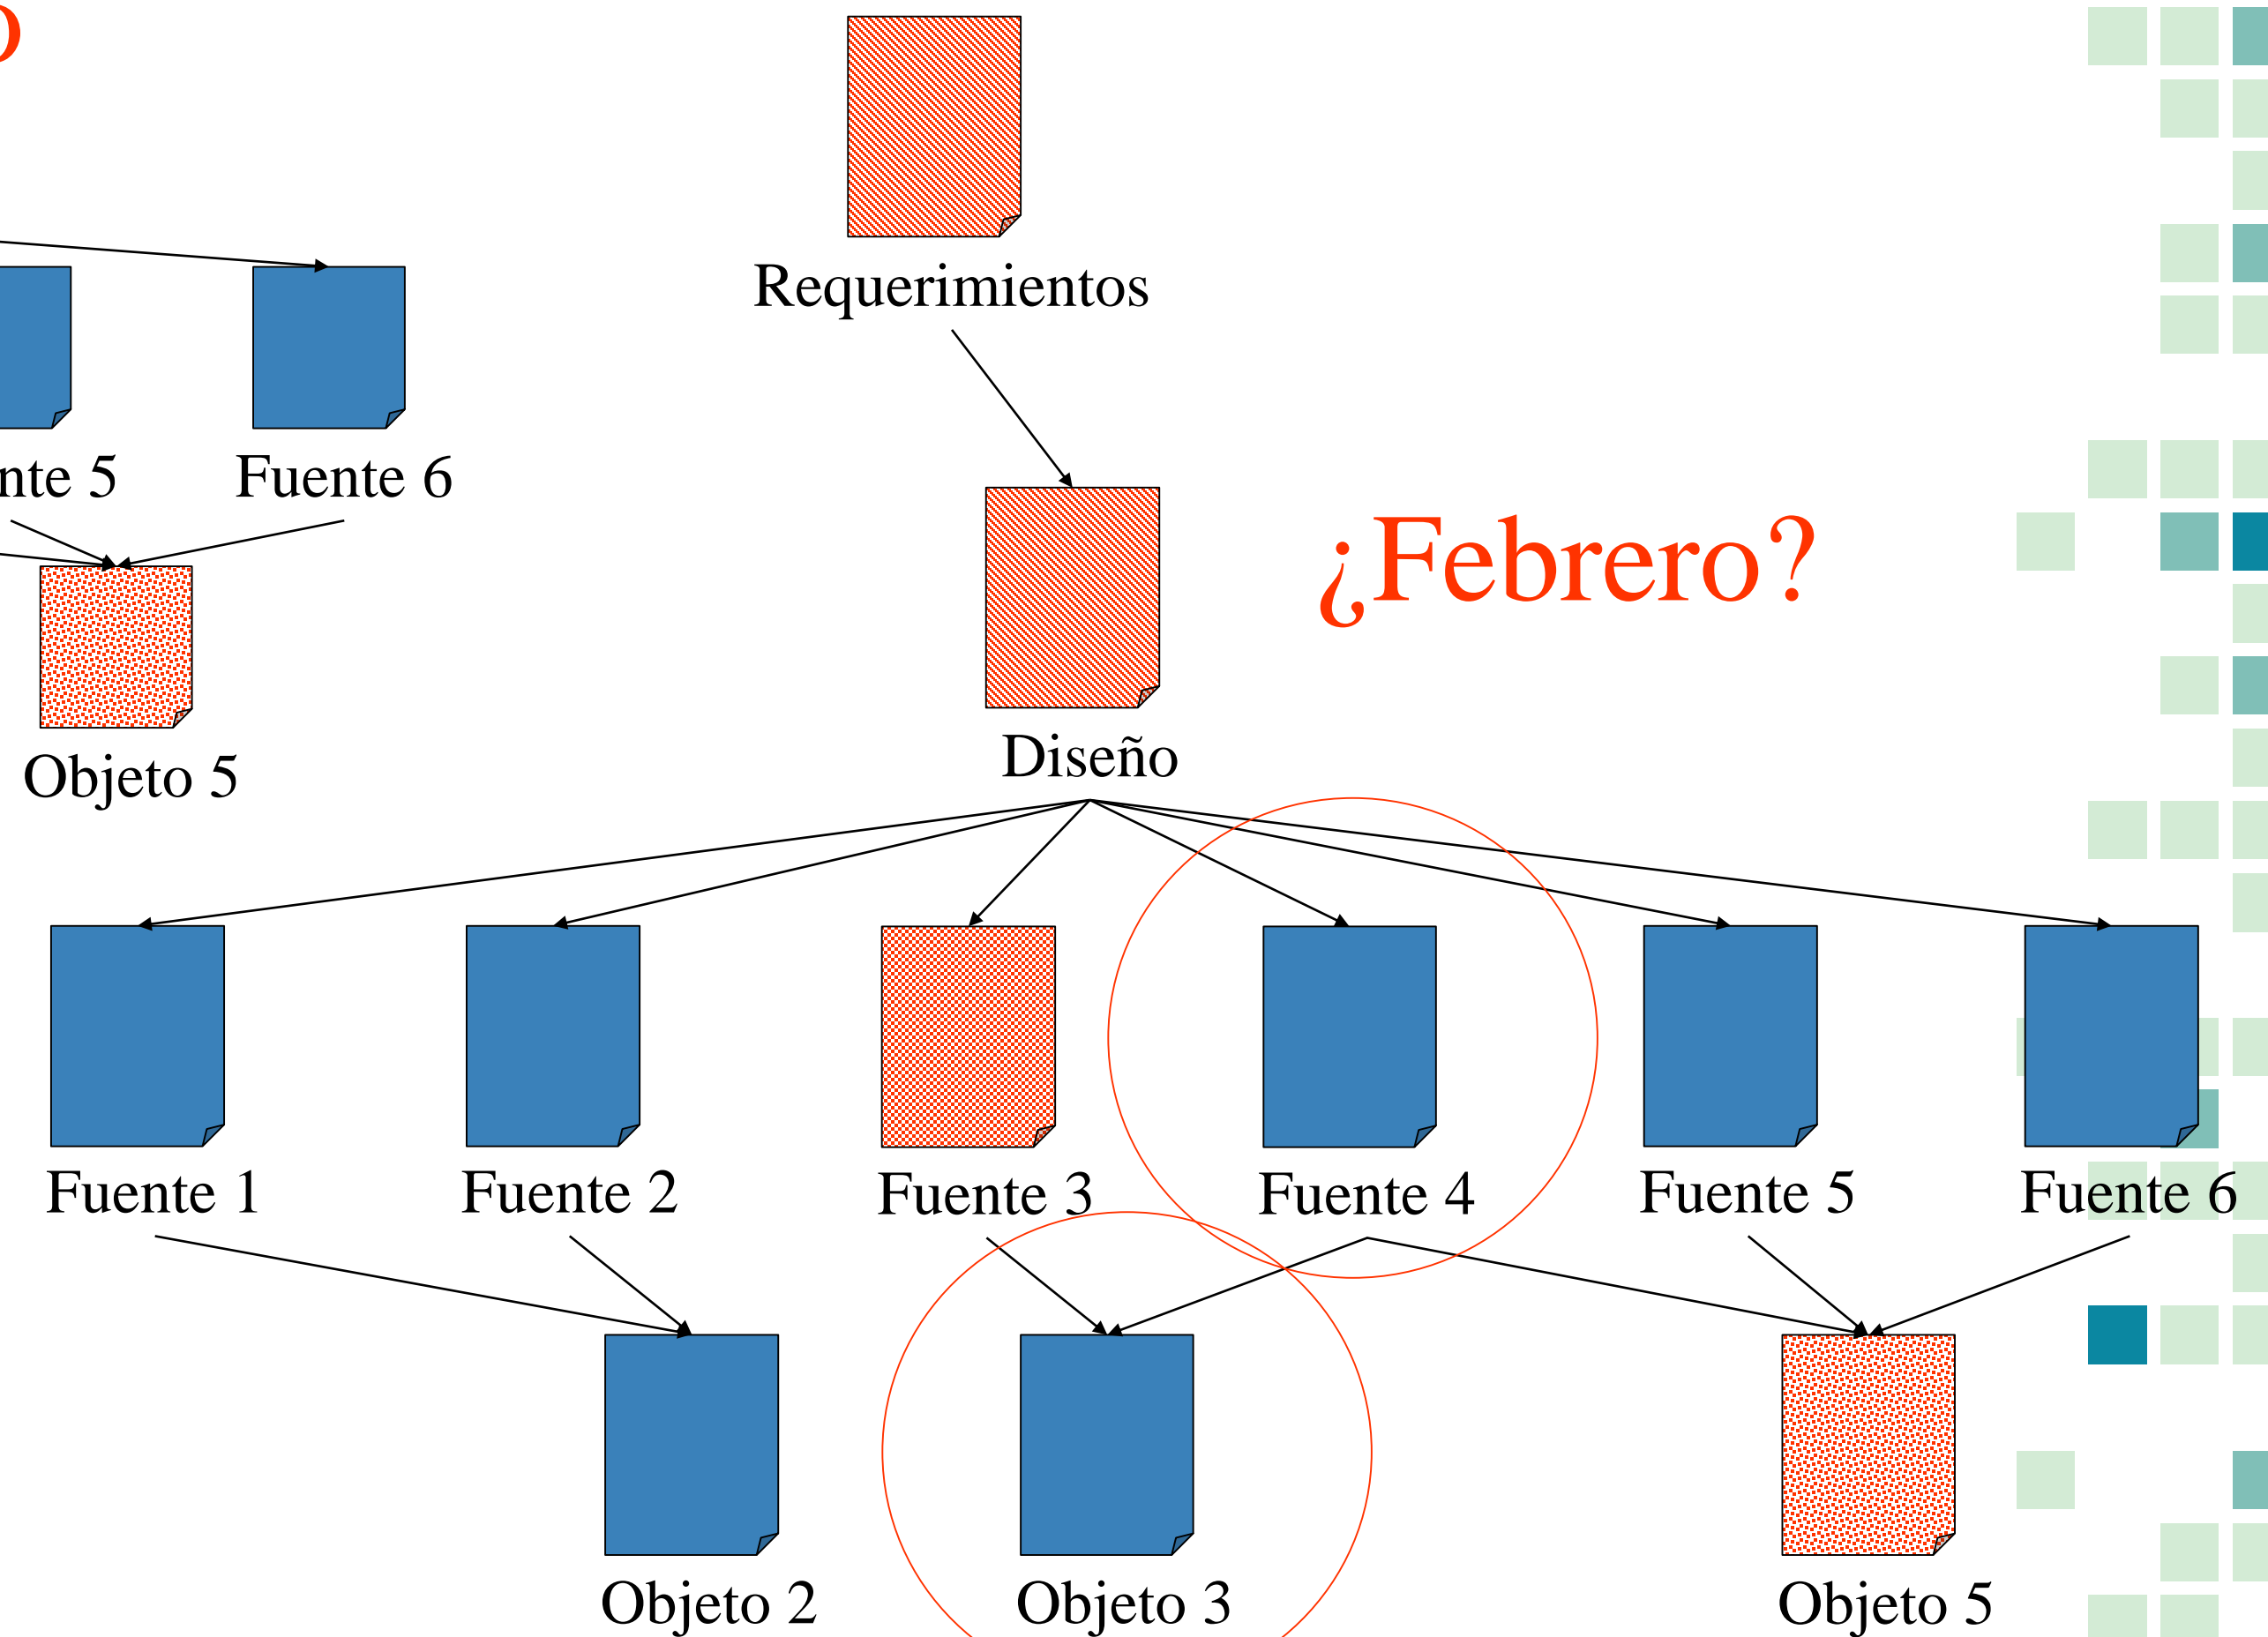 Requerimientos
nte 5
Fuente 6
¿Febrero?
Objeto 5
Diseño
Fuente 1
Fuente 2
Fuente 3
Fuente 4
Fuente 5
Fuente 6
Objeto 2
Objeto 3
Objeto 5